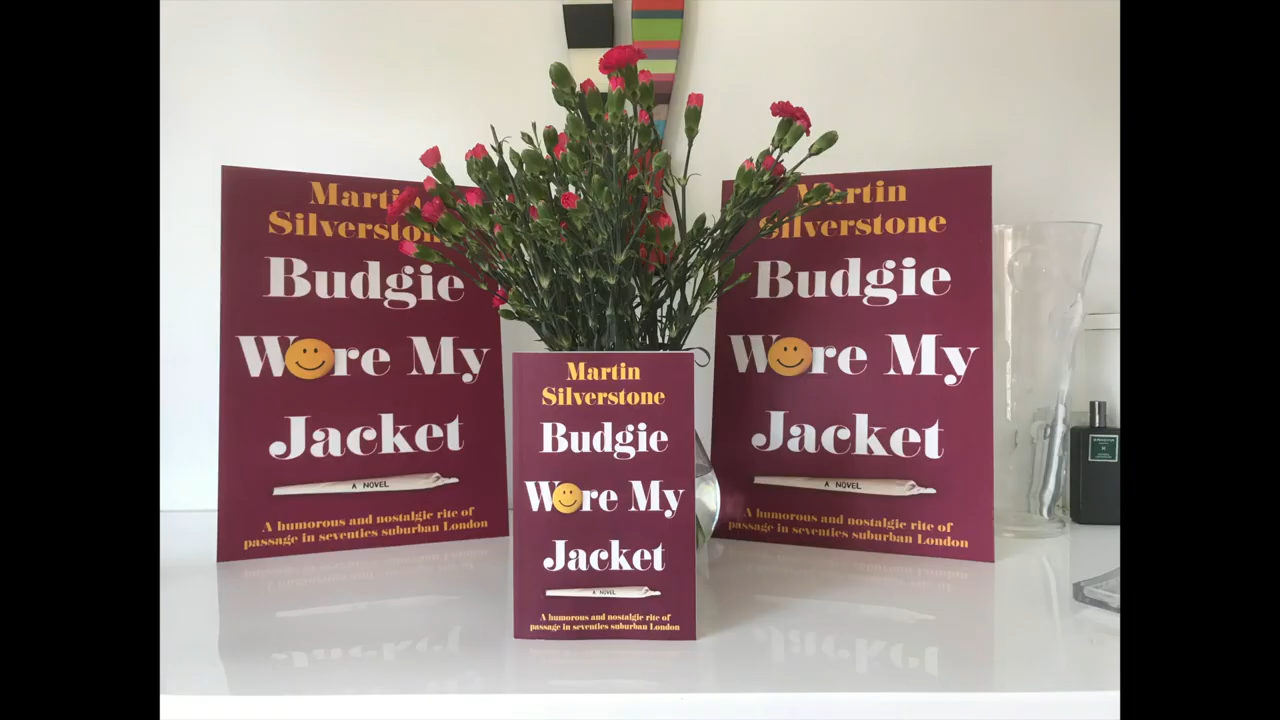 Martin
Silverstone
Budgie
Wore My
Jacket
A NOVEL
A humorous and nostalgic rite of
passage in seventies suburban London
Martin
Silverstone
Budgie
Wore My
Jacket
A NOVEL
A humorous and nostalgic rite of
passage in seventies suburban London
Martin
Silverstone
Budgie
Wore My
Jacket
A NOVEL
A humorous and nostalgic rite of
passage in seventies suburban London